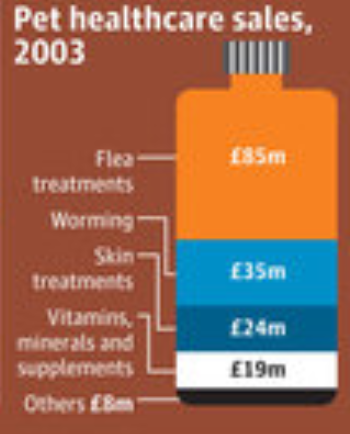 Pet healthcare sales,
2003
Flea
treatments
£85m
Worming
£35m
Skin
treatments
£24m
Vitamins,
minerals and
supplements
£19m
Others £8m